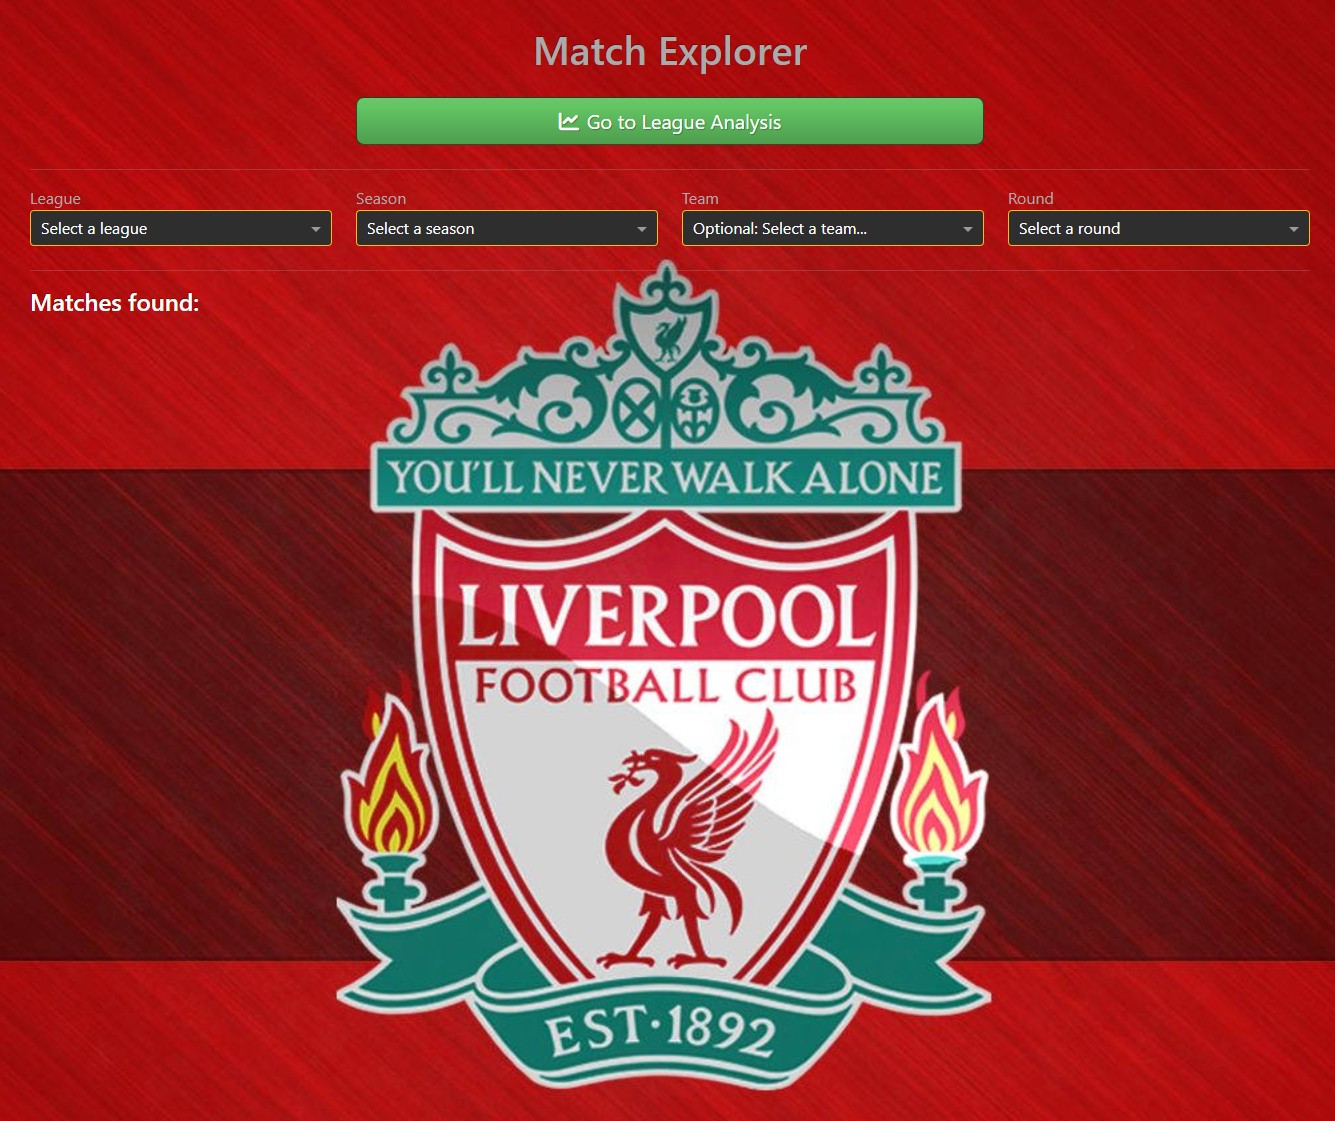 Match Explorer
Go to League Analysis
League
Season
Team
Round
Select a league
Select a season
Optional: Select a team...
Select a round
Matches found:
YOU'LL NEVER WALK ALONE
LIVERPOOL
FOOTBALL CLUB
EST·1892